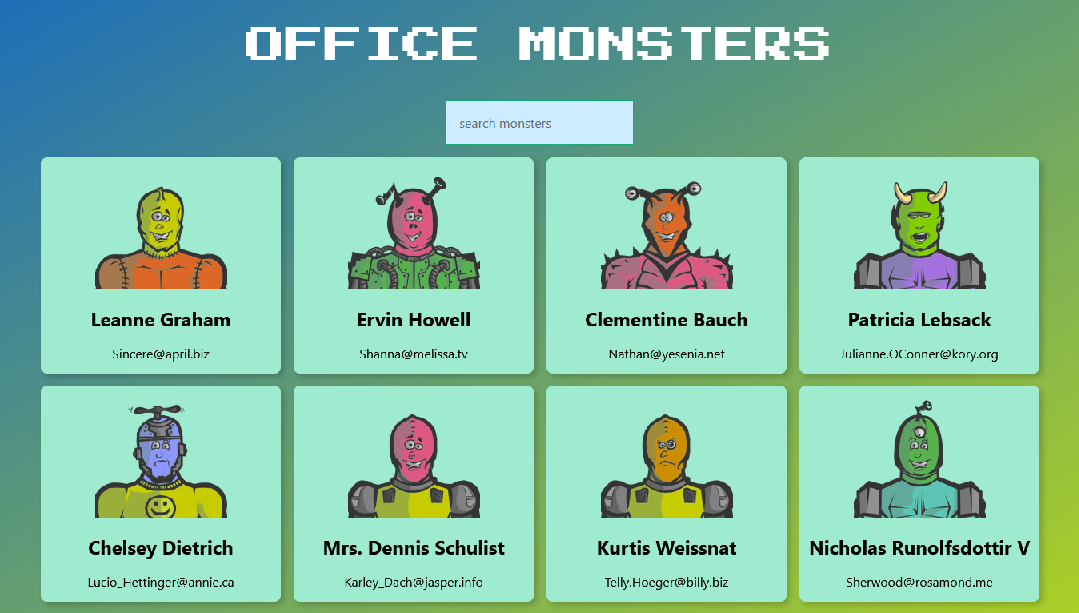 OFFICE MONSTERS
search monsters
Leanne Graham
Sincere@april.biz
Ervin Howell
Shanna@melissa.tv
Clementine Bauch
Nathan@yesenia.net
Patricia Lebsack
Julianne.OConner@kory.org
Chelsey Dietrich
Lucio_Hettinger@annie.ca
Mrs. Dennis Schulist
Karley_Dach@jasper.info
Kurtis Weissnat
Telly.Hoeger@billy.biz
Nicholas Runolfsdottir V
Sherwood@rosamond.me